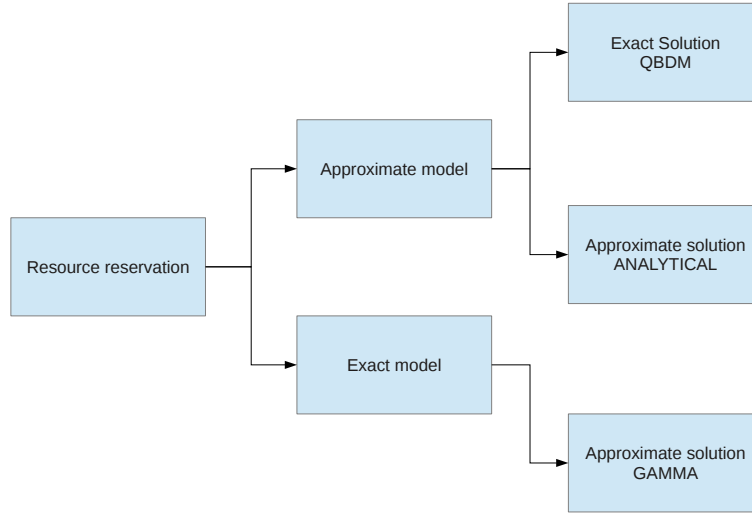 Resource reservation
Approximate model
Exact model
Exact Solution
QBDM
Approximate solution
ANALYTICAL
Approximate solution
GAMMA